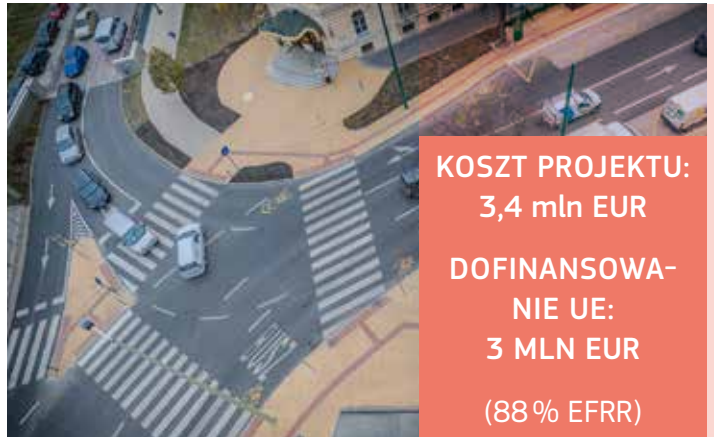 KOSZT PROJEKTU:
3,4 mln EUR
DOFINANSOWA-
NIE UE:
3 MLN EUR
(88 % EFRR)